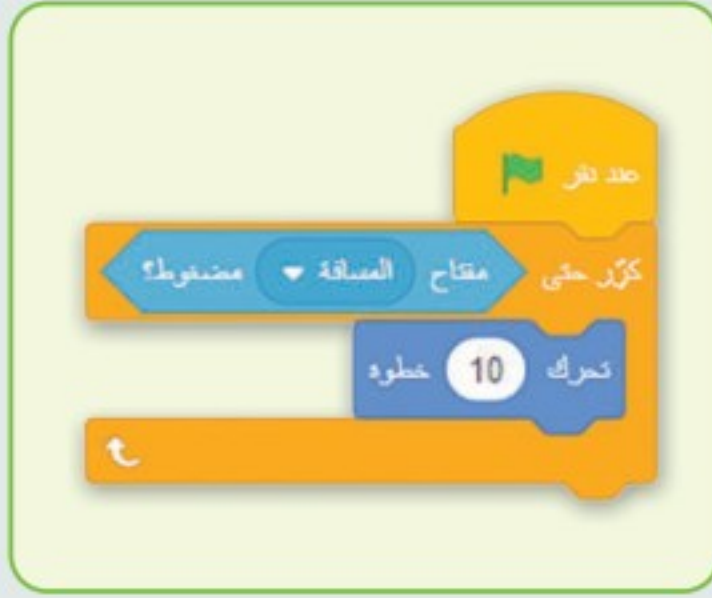 عند نقر
كرّر حتى مفتاح المسافة مضغوط؟
تحرك 10 خطوة